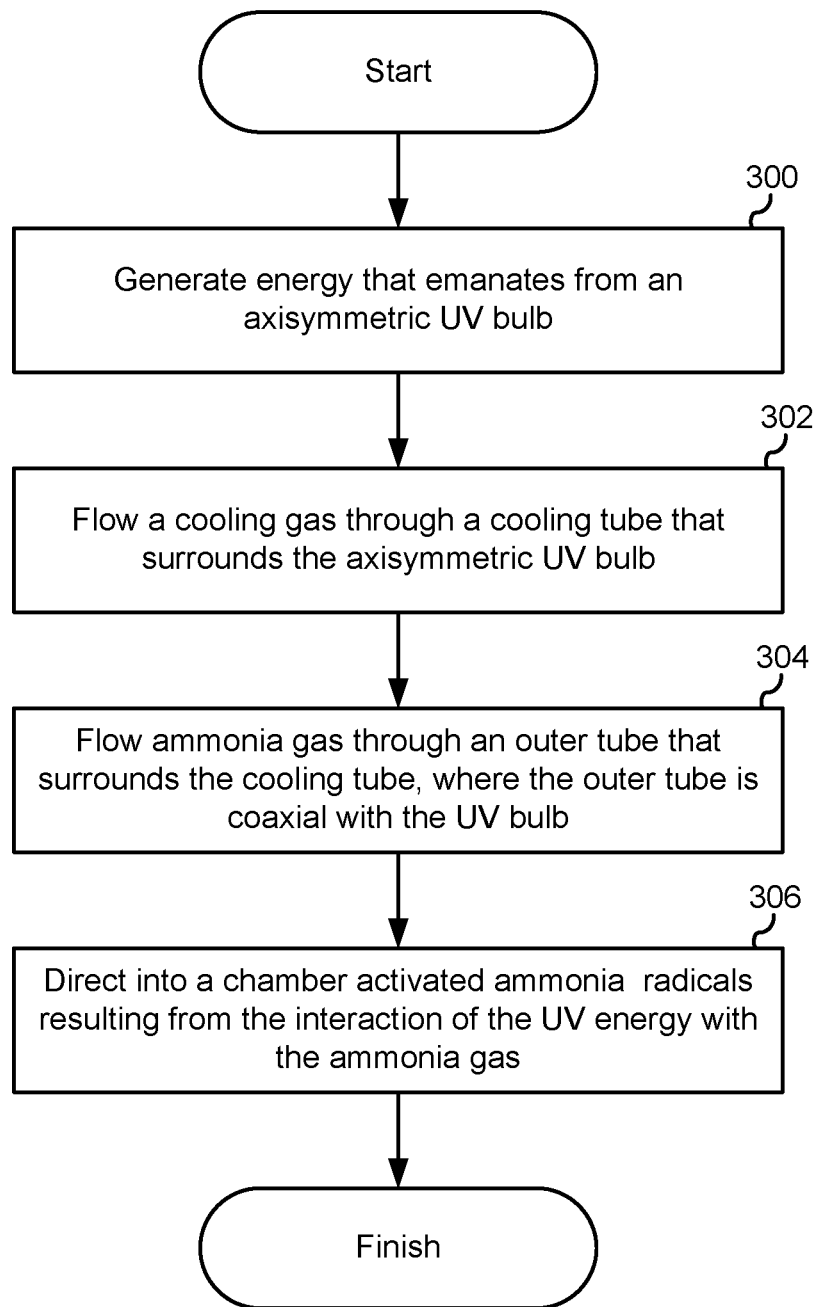 Start
300
Generate energy that emanates from an
axisymmetric UV bulb
302
Flow a cooling gas through a cooling tube that
surrounds the axisymmetric UV bulb
304
Flow ammonia gas through an outer tube that
surrounds the cooling tube, where the outer tube is
coaxial with the UV bulb
306
Direct into a chamber activated ammonia radicals
resulting from the interaction of the UV energy with
the ammonia gas
Finish